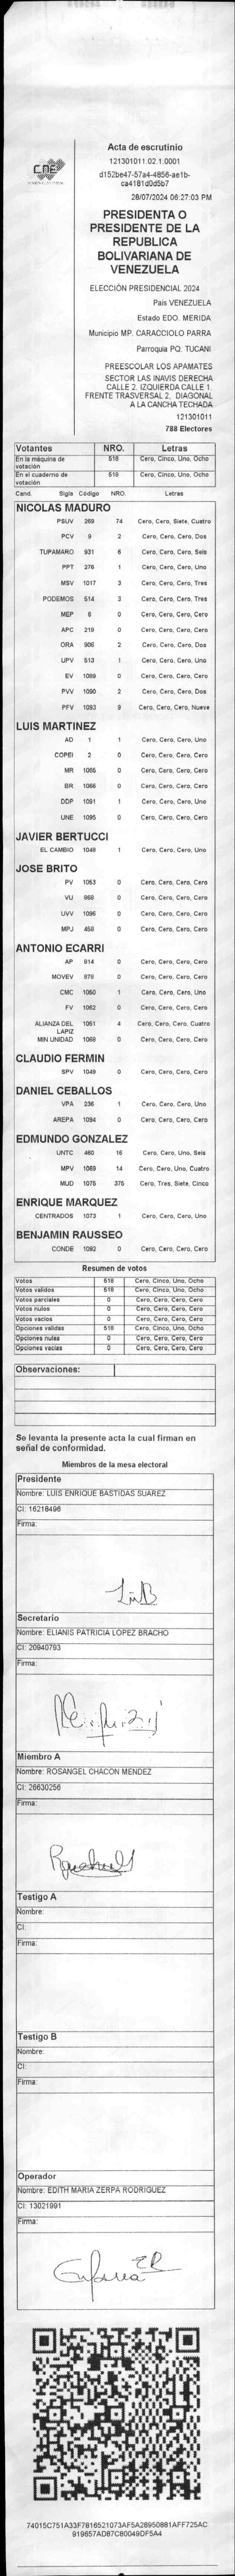 CNE
Acta de escrutinio
121301011.02.1.0001
d152be47-57a4-4856-ae1b-
ca4181d0d5b7
28/07/2024 06:27:03 PM
PRESIDENTA O
PRESIDENTE DE LA
REPUBLICA
BOLIVARIANA DE
VENEZUELA
ELECCIÓN PRESIDENCIAL 2024
País VENEZUELA
Estado EDO. MERIDA
Municipio MP. CARACCIOLO PARRA
Parroquia PQ. TUCANI
PREESCOLAR LOS APAMATES
SECTOR LAS INAVIS DERECHA
CALLE 2. IZQUIERDA CALLE 1.
FRENTE TRASVERSAL 2, DIAGONAL
A LA CANCHA TECHADA
121301011
788 Electores
Votantes NRO. Letras
En la máquina de votación 518 Cero, Cinco, Uno, Ocho
En el cuaderno de votación 518 Cero, Cinco, Uno, Ocho
Cand. Sigla Código NRO. Letras
NICOLAS MADURO
PSUV 269 74 Cero, Cero, Siete, Cuatro
PCV 9 2 Cero, Cero, Cero, Dos
TUPAMARO 931 6 Cero, Cero, Cero, Seis
PPT 276 1 Cero, Cero, Cero, Uno
MSV 1017 3 Cero, Cero, Cero, Tres
PODEMOS 514 3 Cero, Cero, Cero, Tres
MEP 6 0 Cero, Cero, Cero, Cero
APC 219 0 Cero, Cero, Cero, Cero
ORA 906 2 Cero, Cero, Cero, Dos
UPV 513 1 Cero, Cero, Cero, Uno
EV 1089 0 Cero, Cero, Cero, Cero
PVV 1090 2 Cero, Cero, Cero, Dos
PFV 1093 9 Cero, Cero, Cero, Nueve
LUIS MARTINEZ
AD 1 1 Cero, Cero, Cero, Uno
COPEI 2 0 Cero, Cero, Cero, Cero
MR 1065 0 Cero, Cero, Cero, Cero
BR 1066 0 Cero, Cero, Cero, Cero
DDP 1091 1 Cero, Cero, Cero, Uno
UNE 1095 0 Cero, Cero, Cero, Cero
JAVIER BERTUCCI
EL CAMBIO 1048 1 Cero, Cero, Cero, Uno
JOSE BRITO
PV 1053 0 Cero, Cero, Cero, Cero
VU 868 0 Cero, Cero, Cero, Cero
UVV 1096 0 Cero, Cero, Cero, Cero
MPJ 458 0 Cero, Cero, Cero, Cero
ANTONIO ECARRI
AP 814 0 Cero, Cero, Cero, Cero
MOVEV 878 0 Cero, Cero, Cero, Cero
CMC 1050 1 Cero, Cero, Cero, Uno
FV 1062 0 Cero, Cero, Cero, Cero
ALIANZA DEL LAPIZ 1051 4 Cero, Cero, Cero, Cuatro
MIN UNIDAD 1069 0 Cero, Cero, Cero, Cero
CLAUDIO FERMIN
SPV 1049 0 Cero, Cero, Cero, Cero
DANIEL CEBALLOS
VPA 236 1 Cero, Cero, Cero, Uno
AREPA 1094 0 Cero, Cero, Cero, Cero
EDMUNDO GONZALEZ
UNTC 460 16 Cero, Cero, Uno, Seis
MPV 1069 14 Cero, Cero, Uno, Cuatro
MUD 1075 375 Cero, Tres, Siete, Cinco
ENRIQUE MARQUEZ
CENTRADOS 1073 1 Cero, Cero, Cero, Uno
BENJAMIN RAUSSEO
CONDE 1092 0 Cero, Cero, Cero, Cero
Resumen de votos
Votos 518 Cero, Cinco, Uno, Ocho
Votos validos 518 Cero, Cinco, Uno, Ocho
Votos parciales 0 Cero, Cero, Cero, Cero
Votos nulos 0 Cero, Cero, Cero, Cero
Votos vacíos 0 Cero, Cero, Cero, Cero
Opciones validas 518 Cero, Cinco, Uno, Ocho
Opciones nulas 0 Cero, Cero, Cero, Cero
Opciones vacías 0 Cero, Cero, Cero, Cero
Observaciones:
Se levanta la presente acta la cual firman en
señal de conformidad.
Miembros de la mesa electoral
Presidente
Nombre: LUIS ENRIQUE BASTIDAS SUAREZ
CI: 16218496
Firma:
Secretario
Nombre: ELIANIS PATRICIA LOPEZ BRACHO
CI: 20940793
Firma:
Miembro A
Nombre: ROSANGEL CHACON MENDEZ
CI: 26630256
Firma:
Testigo A
Nombre:
CI:
Firma:
Testigo B
Nombre:
CI:
Firma:
Operador
Nombre: EDITH MARIA ZERPA RODRIGUEZ
CI: 13021991
Firma:
74015C751A33F7816521073AF5A28950881AFF725AC
919657AD87C80049DF5A4